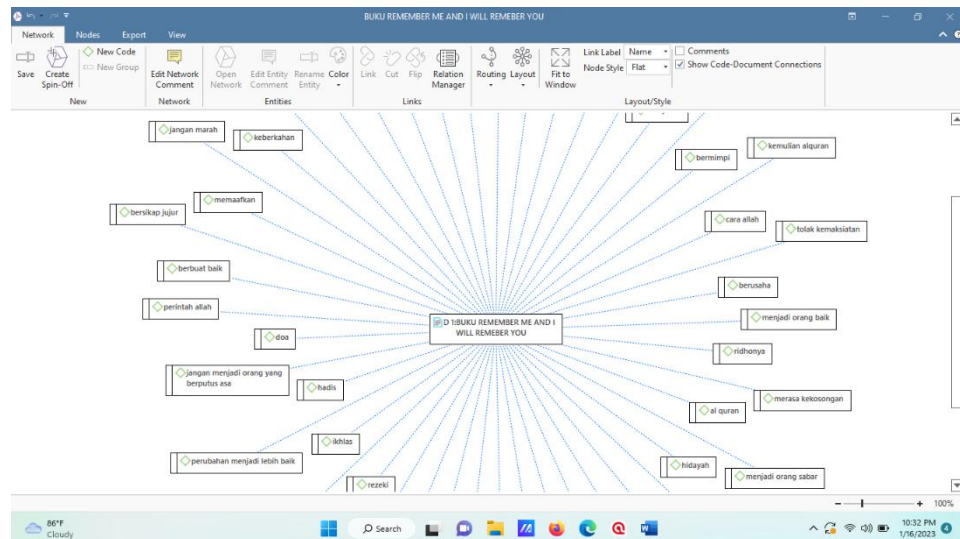 BUKU REMEMBER ME AND I WILL REMEBER YOU
Network Nodes Export View
Save
Create
Spin-Off
New Code
New Group
New
Edit Network
Comment
Network
Open
Network
Edit Entity
Comment
Rename
Entity
Color
Entities
Link
Cut
Flip
Relation
Manager
Links
Routing
Layout
Fit to
Window
Link Label Name
Node Style Flat
Comments
Show Code-Document Connections
Layout/Style
jangan marah
keberkahan
kemulian alquran
bermimpi
memaafkan
bersikap jujur
cara allah
tolak kemaksiatan
berbuat baik
berusaha
perintah allah
menjadi orang baik
D 1:BUKU REMEMBER ME AND I
WILL REMEBER YOU
doa
ridhonya
jangan menjadi orang yang
berputus asa
hadis
merasa kekosongan
al quran
ikhlas
perubahan menjadi lebih baik
hidayah
menjadi orang sabar
rezeki
100%
86°F
Cloudy
Search
10:32 PM
1/16/2023
4